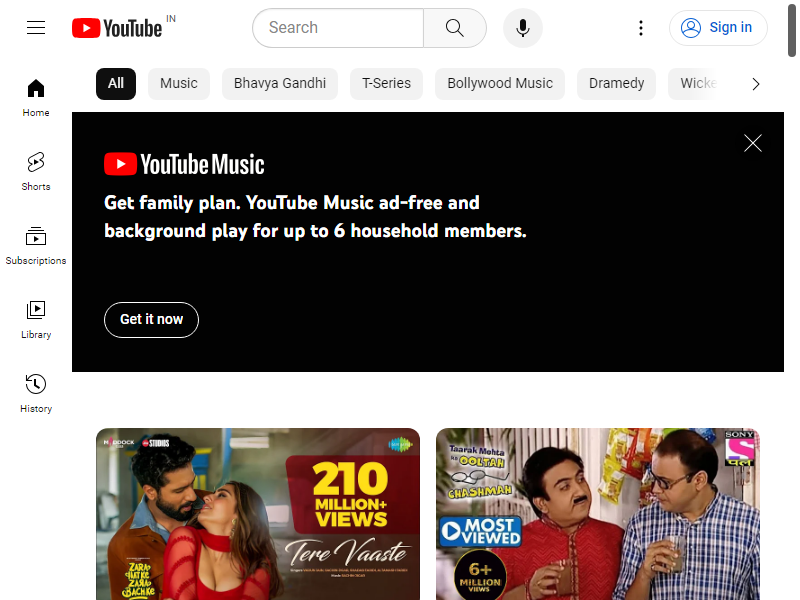 YouTube IN
Search
Sign in
All
Music
Bhavya Gandhi
T-Series
Bollywood Music
Dramedy
Wicke
Home
Shorts
Subscriptions
Library
History
YouTube Music
Get family plan. YouTube Music ad-free and
background play for up to 6 household members.
Get it now
STUDIOS
210
MILLION+
VIEWS
Tere Vaaste
ZARA
HATKE
ZARA
BACHKE
Taarak Mehta
OOLTAH
CHASHMAH
MOST
VIEWED
6+
MILLION
VIEWS
SONY
पल